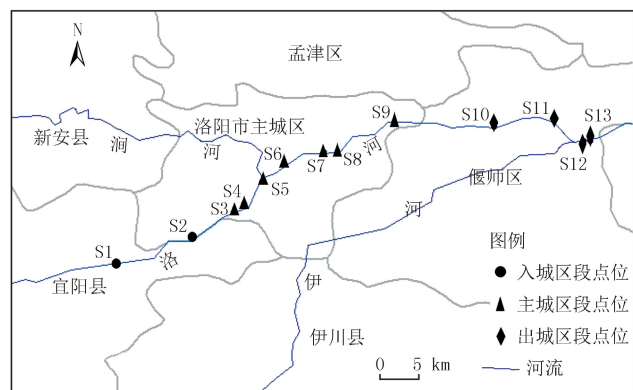 孟津区
N
S9
S10
S11
S13
新安县
洛阳市主城区
涧
河
S6
S7
S8
河
S12
S5
偃师区
S4
S3
河
S2
图例
S1
洛
入城区段点位
宜阳县
伊
主城区段点位
伊川县
出城区段点位
0 5 km
河流